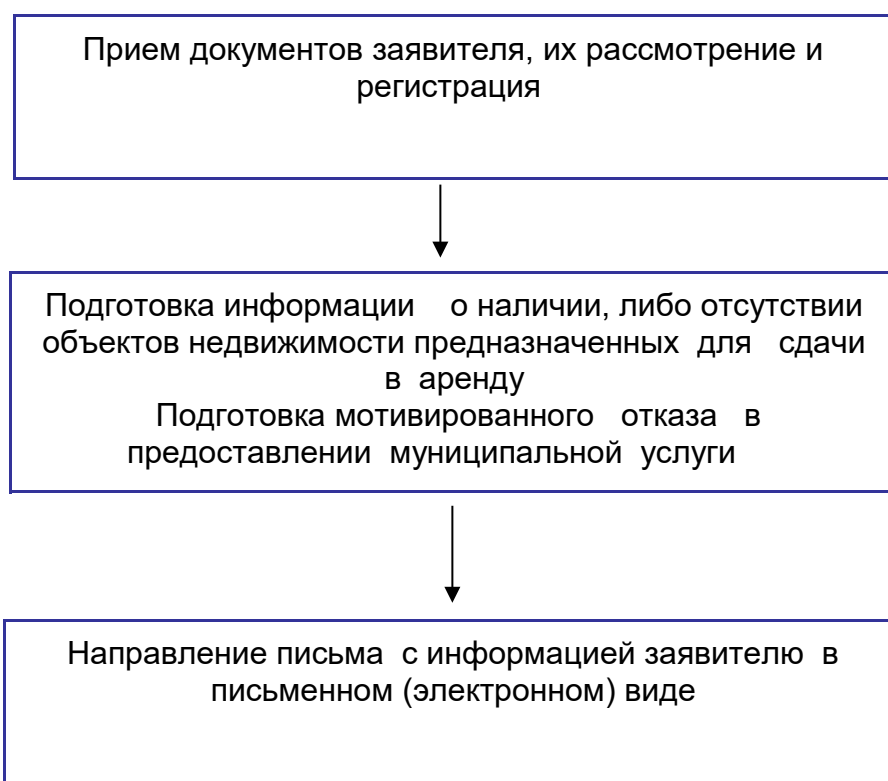 Прием документов заявителя, их рассмотрение и
регистрация
Подготовка информации о наличии, либо отсутствии
объектов недвижимости предназначенных для сдачи
в аренду
Подготовка мотивированного отказа в
предоставлении муниципальной услуги
Направление письма с информацией заявителю в
письменном (электронном) виде